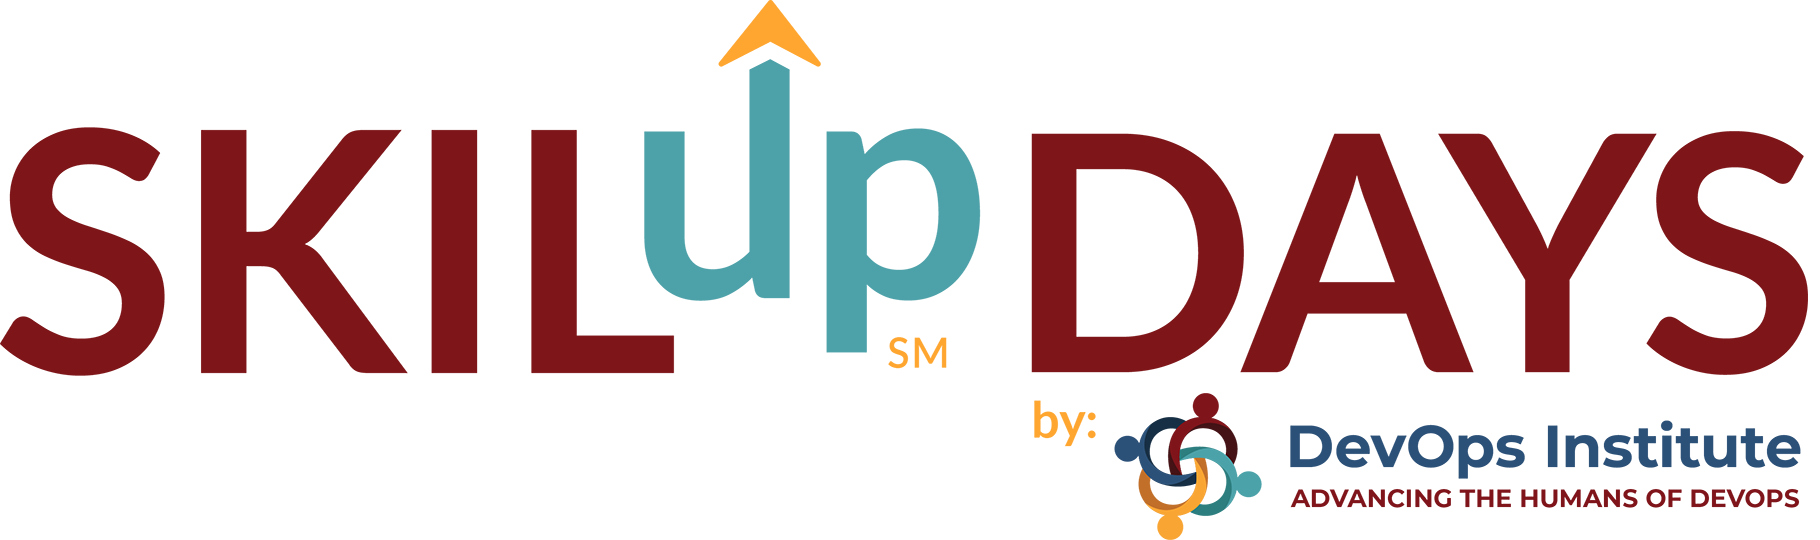 SKILup DAYS
SM
by: DevOps Institute
ADVANCING THE HUMANS OF DEVOPS